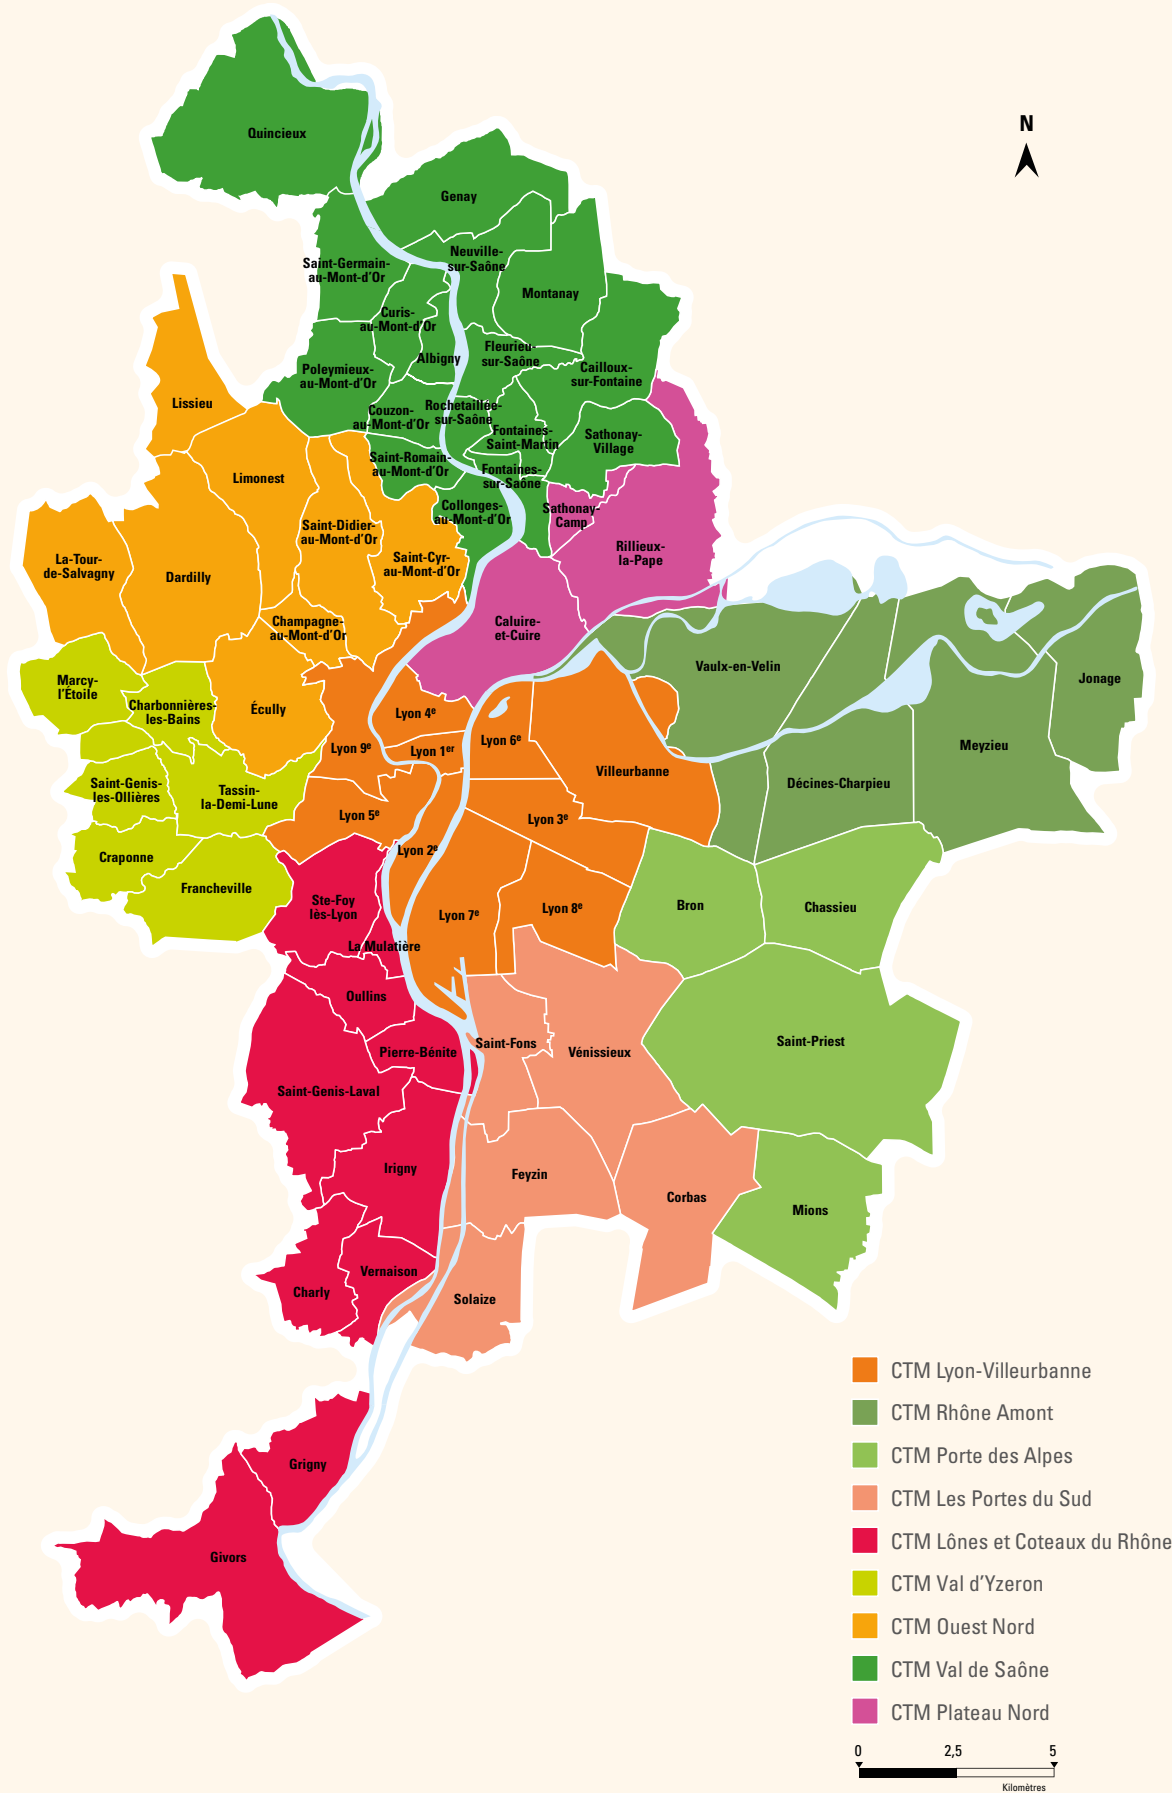 N
Quincieux
Genay
Neuville-
sur-Saône
Saint-Germain-
au-Mont-d'Or
Montanay
Curis-
au-Mont-d'Or
Albigny
Fleurieu-
sur-Saône
Poleymieux-
au-Mont-d'Or
Cailloux-
sur-Fontaine
Lissieu
Couzon-
au-Mont-d'Or
Rochetaillée-
sur-Saône
Fontaines-
Saint-Martin
Sathonay-
Village
Saint-Romain-
au-Mont-d'Or
Fontaines-
sur-Saône
Limonest
Collonges-
au-Mont-d'Or
Sathonay-
Camp
Saint-Didier-
au-Mont-d'Or
Rillieux-
la-Pape
La-Tour-
de-Salvagny
Dardilly
Saint-Cyr-
au-Mont-d'Or
Champagne-
au-Mont-d'Or
Caluire-
et-Cuire
Vaulx-en-Velin
Jonage
Marcy-
l'Étoile
Charbonnières-
les-Bains
Écully
Lyon 4e
Lyon 9e
Lyon 1er
Lyon 6e
Meyzieu
Villeurbanne
Décines-Charpieu
Saint-Genis-
les-Ollières
Tassin-
la-Demi-Lune
Lyon 5e
Lyon 3e
Craponne
Lyon 2e
Francheville
Ste-Foy
lès-Lyon
Lyon 7e
Lyon 8e
Bron
Chassieu
La Mulatière
Oullins
Saint-Fons
Vénissieux
Saint-Priest
Pierre-Bénite
Saint-Genis-Laval
Irigny
Feyzin
Corbas
Mions
Vernaison
Charly
Solaize
Grigny
Givors
CTM Lyon-Villeurbanne
CTM Rhône Amont
CTM Porte des Alpes
CTM Les Portes du Sud
CTM Lônes et Coteaux du Rhône
CTM Val d'Yzeron
CTM Ouest Nord
CTM Val de Saône
CTM Plateau Nord
0 2,5 5
Kilomètres